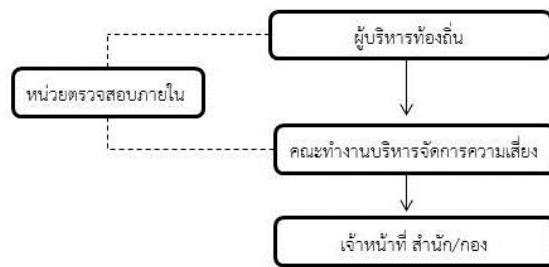 ผู้บริหารท้องถิ่น
หน่วยตรวจสอบภายใน
คณะทำงานบริหารจัดการความเสี่ยง
เจ้าหน้าที่ สำนัก/กอง